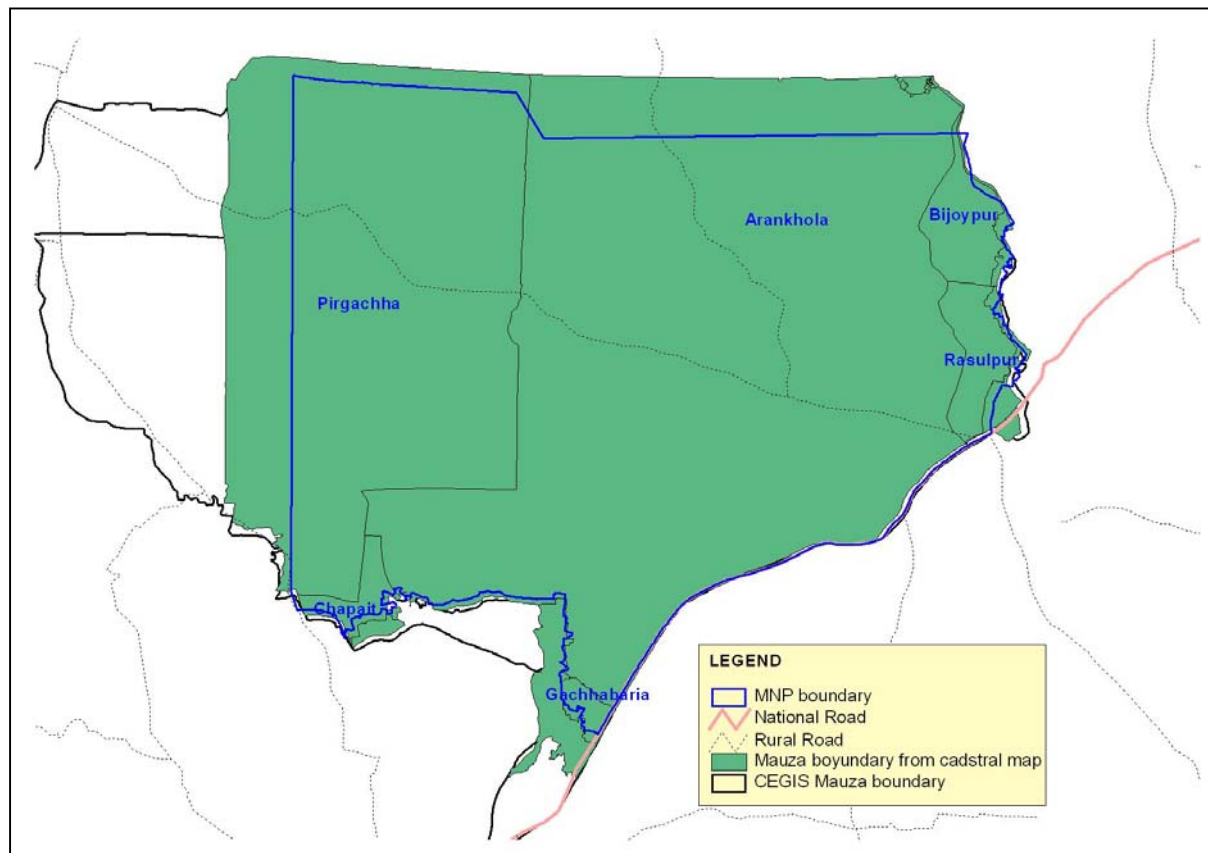 Arankhola
Bijoypur
Pirgachha
Rasulpur
Chapait
Gachhabaria
LEGEND
MNP boundary
National Road
Rural Road
Mauza boyundary from cadstral map
CEGIS Mauza boundary